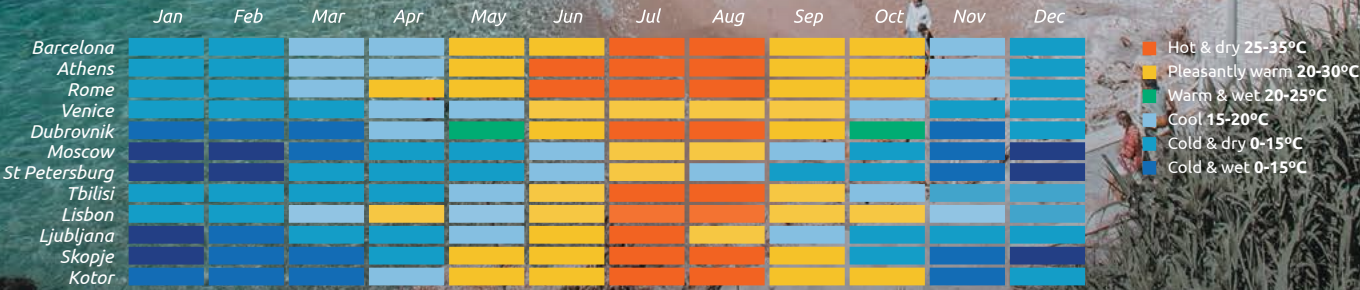 Jan Feb Mar Apr May Jun Jul Aug Sep Oct Nov Dec
Barcelona
Athens
Rome
Venice
Dubrovnik
Moscow
St Petersburg
Tbilisi
Lisbon
Ljubljana
Skopje
Kotor
Hot & dry 25-35ºC
Pleasantly warm 20-30ºC
Warm & wet 20-25ºC
Cool 15-20ºC
Cold & dry 0-15ºC
Cold & wet 0-15ºC